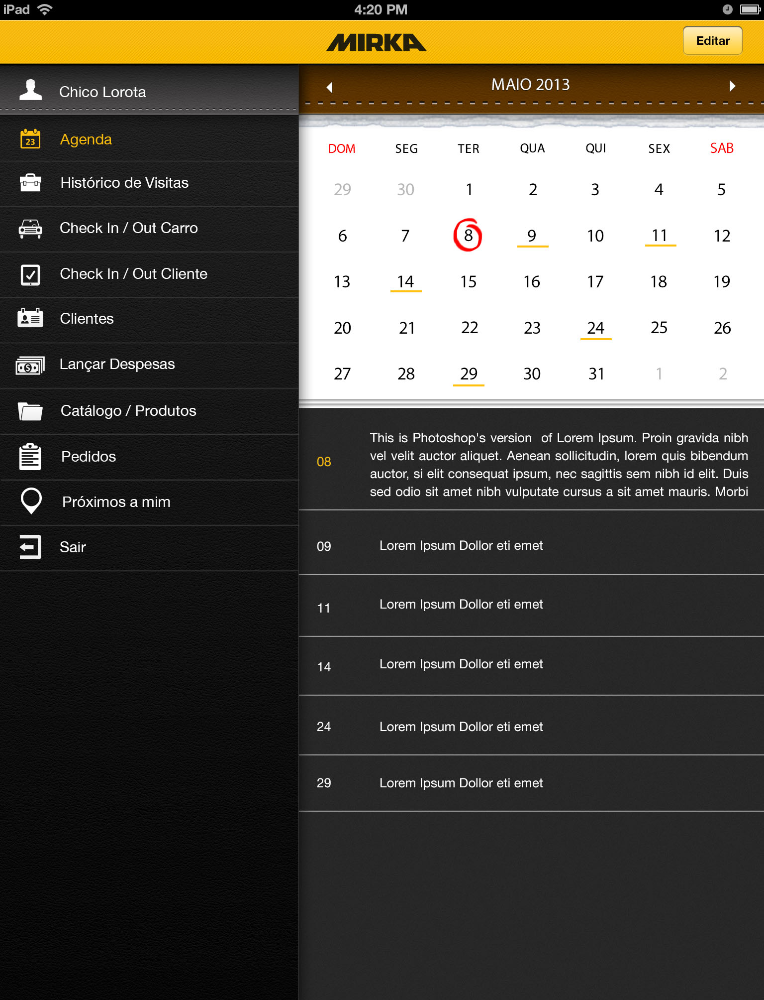 iPad
4:20 PM
MIRKA
Editar
Chico Lorota
23
Agenda
Histórico de Visitas
Check In / Out Carro
Check In / Out Cliente
Clientes
$
Lançar Despesas
Catálogo / Produtos
Pedidos
Próximos a mim
Sair
MAIO 2013
DOM SEG TER QUA QUI SEX SAB
29 30 1 2 3 4 5
6 7 8 9 10 11 12
13 14 15 16 17 18 19
20 21 22 23 24 25 26
27 28 29 30 31 1 2
08
This is Photoshop's version of Lorem Ipsum. Proin gravida nibh
vel velit auctor aliquet. Aenean sollicitudin, lorem quis bibendum
auctor, si elit consequat ipsum, nec sagittis sem nibh id elit. Duis
sed odio sit amet nibh vulputate cursus a sit amet mauris. Morbi
09 Lorem Ipsum Dollor eti emet
11 Lorem Ipsum Dollor eti emet
14 Lorem Ipsum Dollor eti emet
24 Lorem Ipsum Dollor eti emet
29 Lorem Ipsum Dollor eti emet